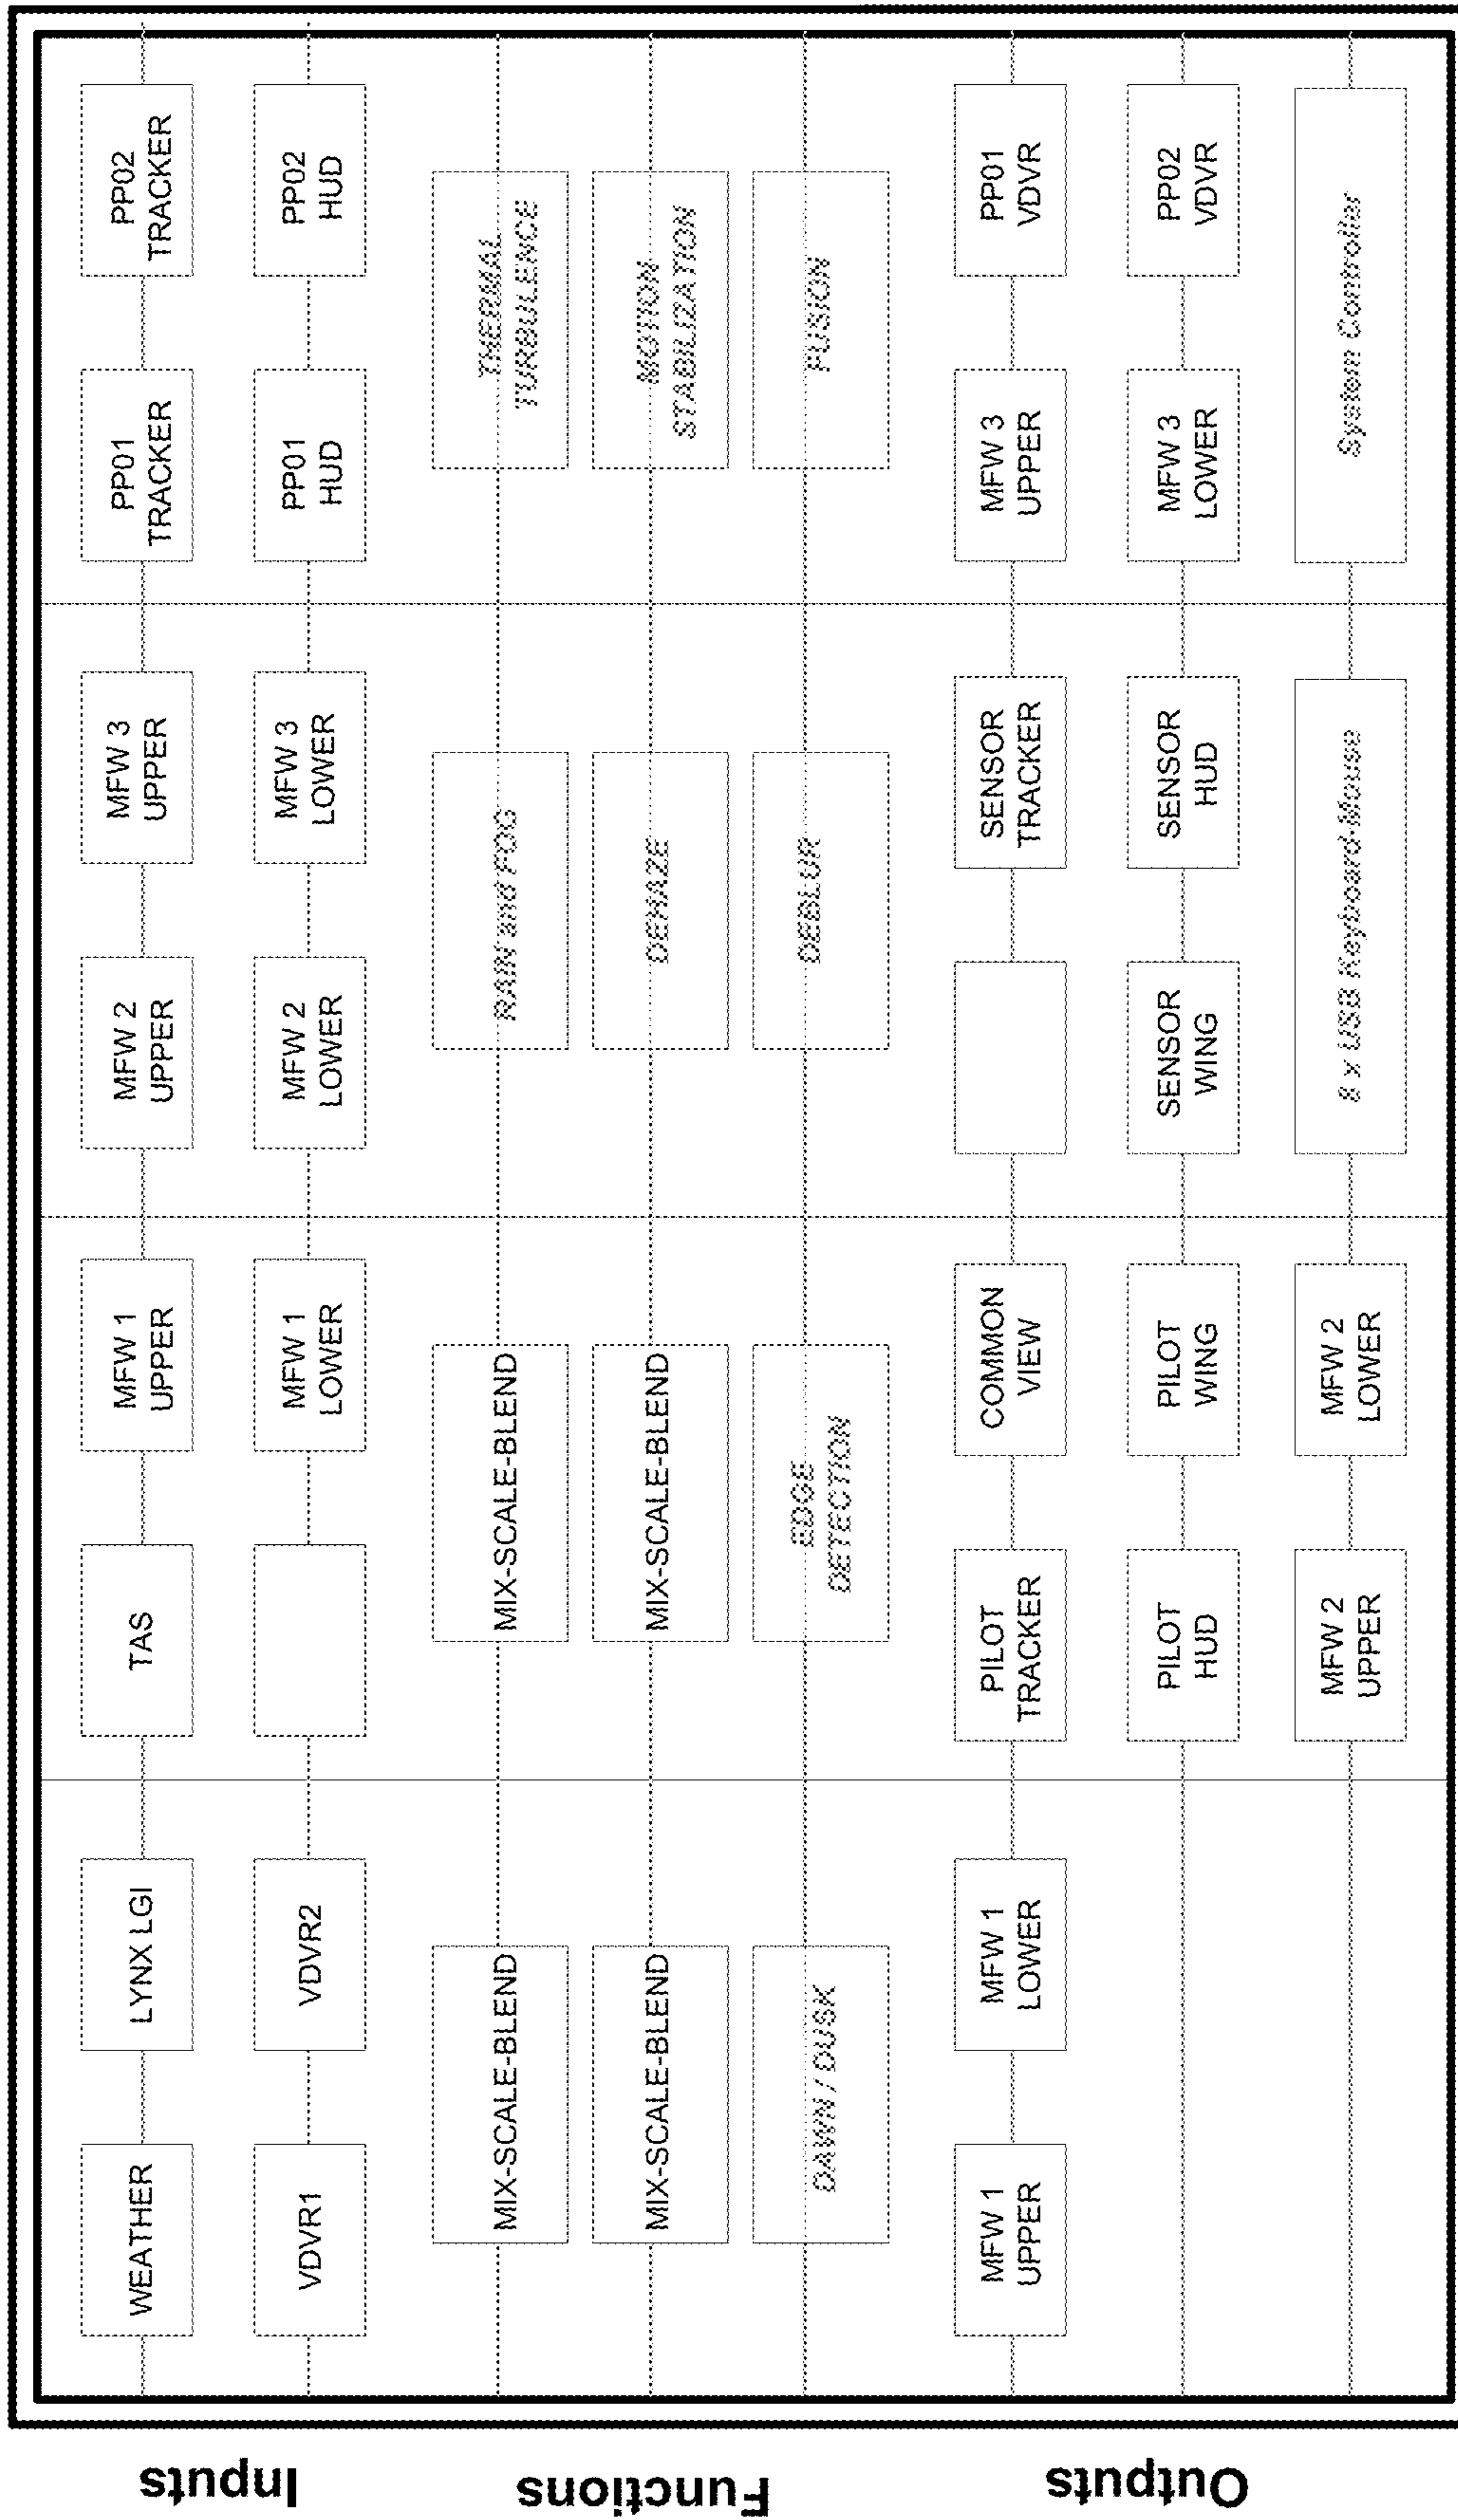 Inputs
WEATHER
LYNX LGI
TAS
MFW 1
UPPER
MFW 2
UPPER
MFW 3
UPPER
PP01
TRACKER
PP02
TRACKER
VDVR1
VDVR2
MFW 1
LOWER
MFW 2
LOWER
MFW 3
LOWER
PP01
HUD
PP02
HUD
Functions
MIX-SCALE-BLEND
MIX-SCALE-BLEND
RAIN and FOG
THERMAL
TURBULENCE
MIX-SCALE-BLEND
MIX-SCALE-BLEND
DEHAZE
MOTION
STABILIZATION
DAWN / DUSK
EDGE
DETECTION
DEBLUR
FUSION
Outputs
MFW 1
UPPER
MFW 1
LOWER
PILOT
TRACKER
COMMON
VIEW
SENSOR
TRACKER
MFW 3
UPPER
PP01
VDVR
PILOT
HUD
PILOT
WING
SENSOR
WING
SENSOR
HUD
MFW 3
LOWER
PP02
VDVR
MFW 2
UPPER
MFW 2
LOWER
8 x USB Keyboard-Mouse
System Controller